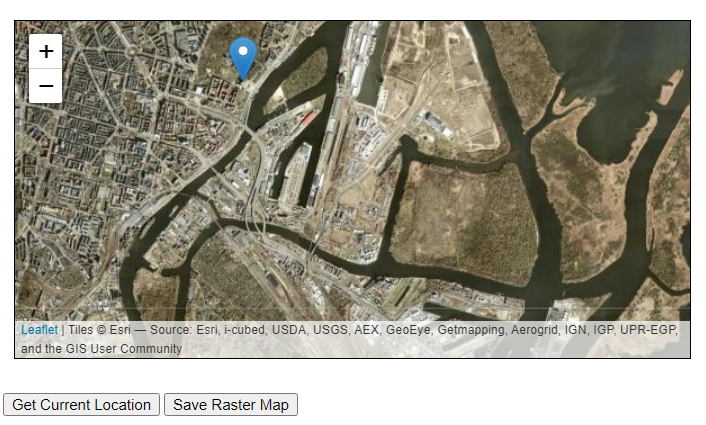 +
−
Leaflet | Tiles © Esri — Source: Esri, i-cubed, USDA, USGS, AEX, GeoEye, Getmapping, Aerogrid, IGN, IGP, UPR-EGP,
and the GIS User Community
Get Current Location Save Raster Map